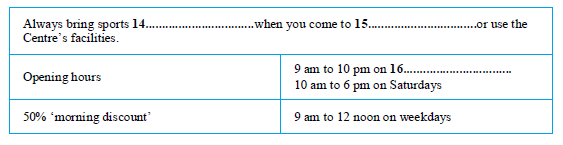 Always bring sports 14..................................when you come to 15..................................or use the
Centre’s facilities.
Opening hours
9 am to 10 pm on 16.................................
10 am to 6 pm on Saturdays
50% ‘morning discount’
9 am to 12 noon on weekdays